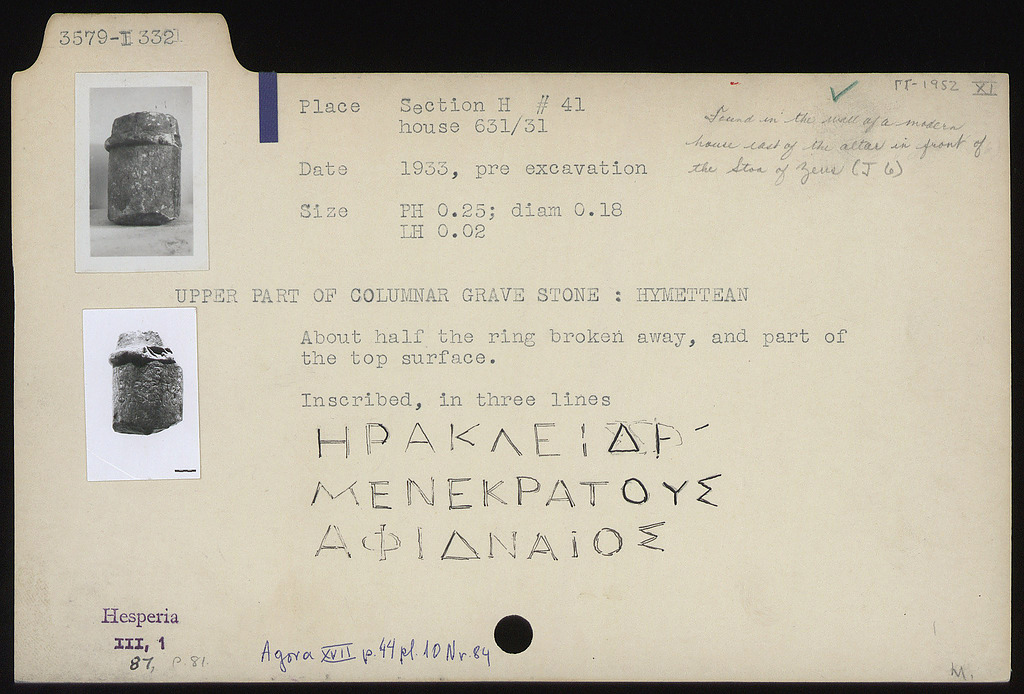 3579-I 332
ΠΓ-1952 XI
Place Section H # 41
house 631/31
Found in the wall of a modern
house east of the altar in front of
the Stoa of Zeus (J 6)
Date 1933, pre excavation
Size PH 0.25; diam 0.18
LH 0.02
UPPER PART OF COLUMNAR GRAVE STONE : HYMETTEAN
About half the ring broken away, and part of
the top surface.
Inscribed, in three lines
ΗΡΑΚΛΕΙΔ
ΜΕΝΕΚΡΑΤΟΥΣ
ΑΦΙΔΝΑΙΟΣ
Hesperia
III, 1
87, p. 81.
Agora XVII p.44 pl.10 Nr.84
M.